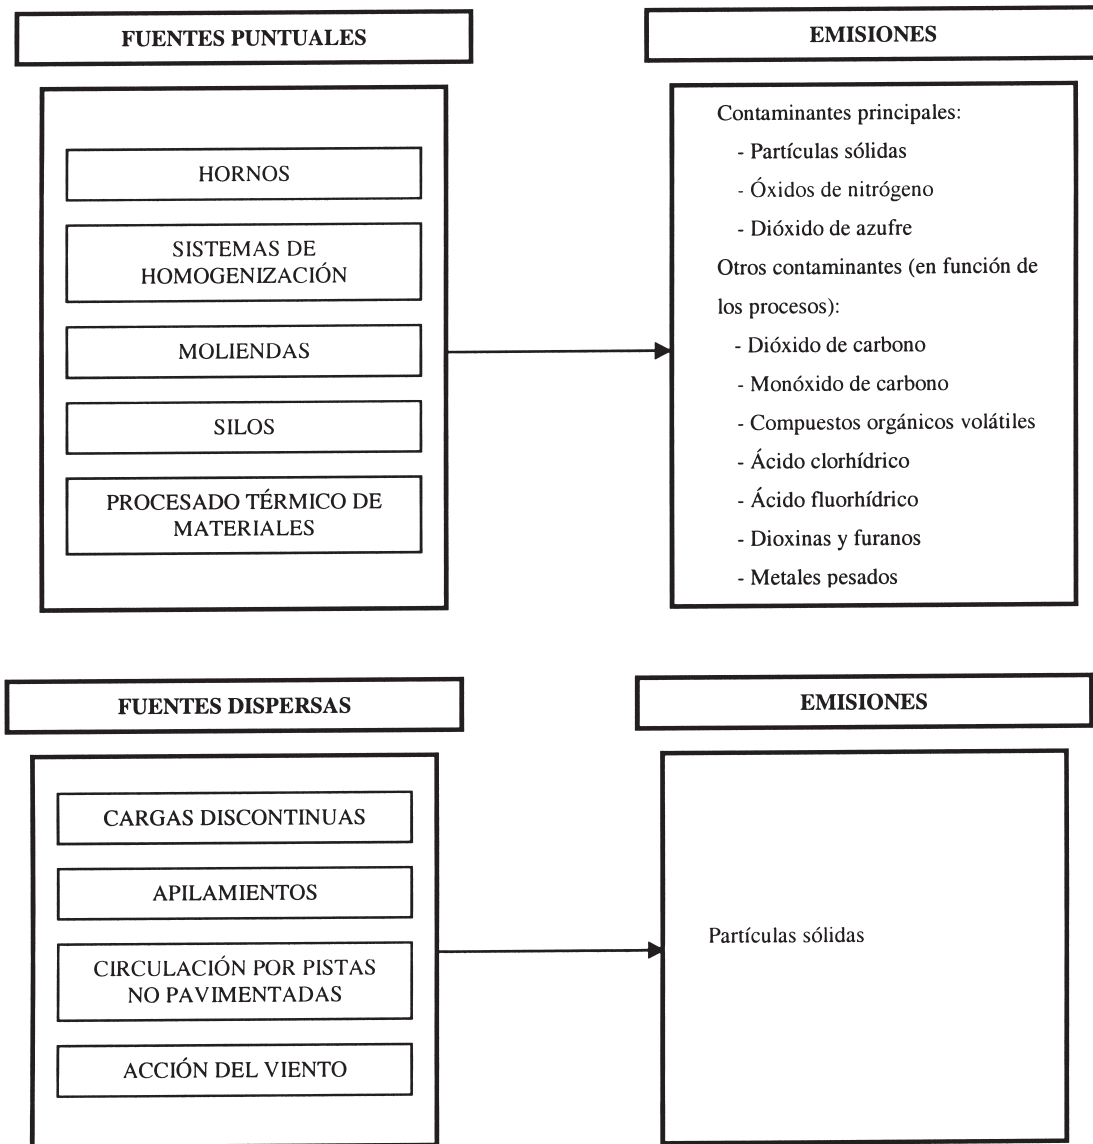 FUENTES PUNTUALES
HORNOS
SISTEMAS DE
HOMOGENIZACIÓN
MOLIENDAS
SILOS
PROCESADO TÉRMICO DE
MATERIALES
EMISIONES
Contaminantes principales:
- Partículas sólidas
- Óxidos de nitrógeno
- Dióxido de azufre
Otros contaminantes (en función de
los procesos):
- Dióxido de carbono
- Monóxido de carbono
- Compuestos orgánicos volátiles
- Ácido clorhídrico
- Ácido fluorhídrico
- Dioxinas y furanos
- Metales pesados
FUENTES DISPERSAS
CARGAS DISCONTINUAS
APILAMIENTOS
CIRCULACIÓN POR PISTAS
NO PAVIMENTADAS
ACCIÓN DEL VIENTO
EMISIONES
Partículas sólidas